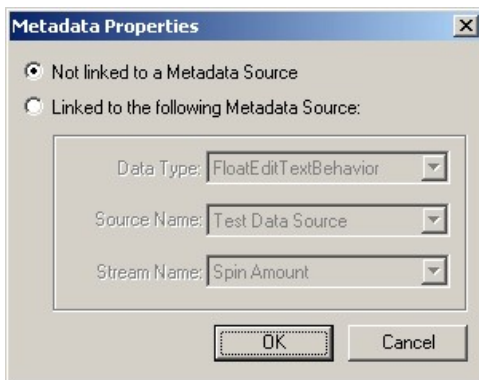 Metadata Properties
Not linked to a Metadata Source
Linked to the following Metadata Source:
Data Type: FloatEditTextBehavior
Source Name: Test Data Source
Stream Name: Spin Amount
OK Cancel